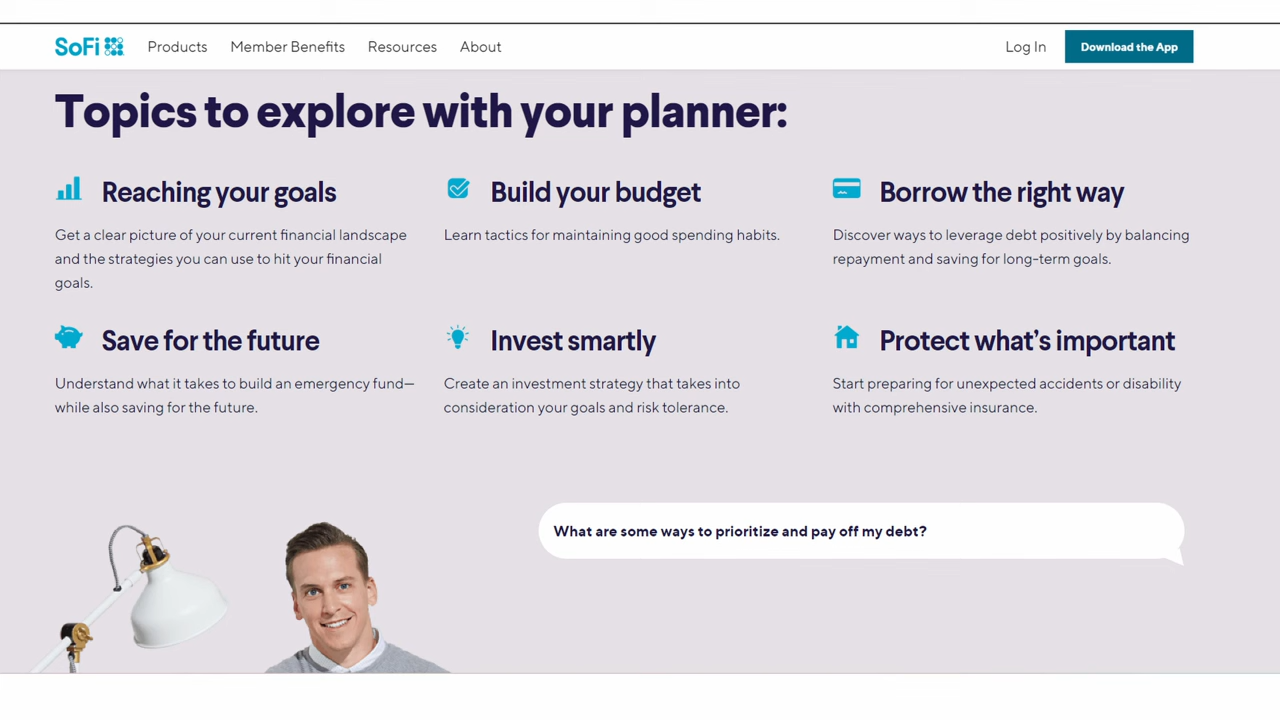 SoFi Products Member Benefits Resources About Log In Download the App
Topics to explore with your planner:
Reaching your goals
Get a clear picture of your current financial landscape
and the strategies you can use to hit your financial
goals.
Build your budget
Learn tactics for maintaining good spending habits.
Borrow the right way
Discover ways to leverage debt positively by balancing
repayment and saving for long-term goals.
Save for the future
Understand what it takes to build an emergency fund—
while also saving for the future.
Invest smartly
Create an investment strategy that takes into
consideration your goals and risk tolerance.
Protect what's important
Start preparing for unexpected accidents or disability
with comprehensive insurance.
What are some ways to prioritize and pay off my debt?